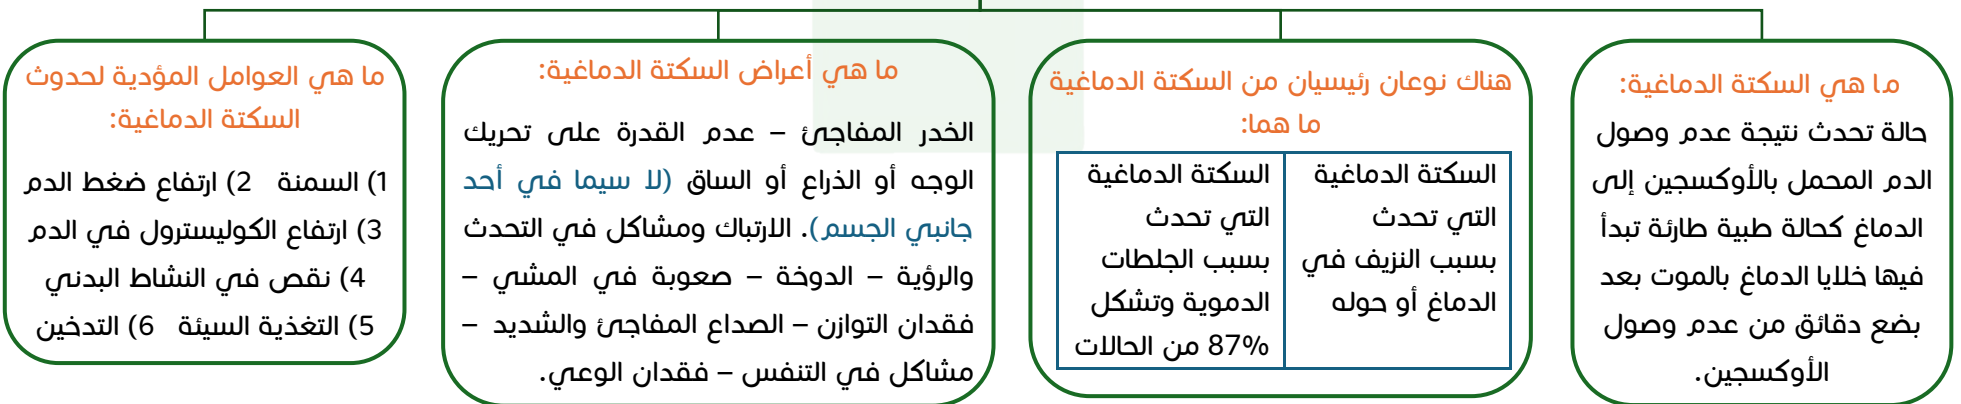 ما هي السكتة الدماغية:
حالة تحدث نتيجة عدم وصول
الدم المحمل بالأوكسجين إلى
الدماغ كحالة طبية طارئة تبدأ
فيها خلايا الدماغ بالموت بعد
بضع دقائق من عدم وصول
الأوكسجين.
هناك نوعان رئيسيان من السكتة الدماغية
ما هما:
السكتة الدماغية
التي تحدث
بسبب النزيف في
الدماغ أو حوله
السكتة الدماغية
التي تحدث
بسبب الجلطات
الدموية وتشكل
87% من الحالات
ما هي أعراض السكتة الدماغية:
الخدر المفاجئ – عدم القدرة على تحريك
الوجه أو الذراع أو الساق (لا سيما في أحد
جانبي الجسم). الارتباك ومشاكل في التحدث
والرؤية – الدوخة – صعوبة في المشي –
فقدان التوازن – الصداع المفاجئ والشديد –
مشاكل في التنفس – فقدان الوعي.
ما هي العوامل المؤدية لحدوث
السكتة الدماغية:
1) السمنة 2) ارتفاع ضغط الدم
3) ارتفاع الكوليسترول في الدم
4) نقص في النشاط البدني
5) التغذية السيئة 6) التدخين